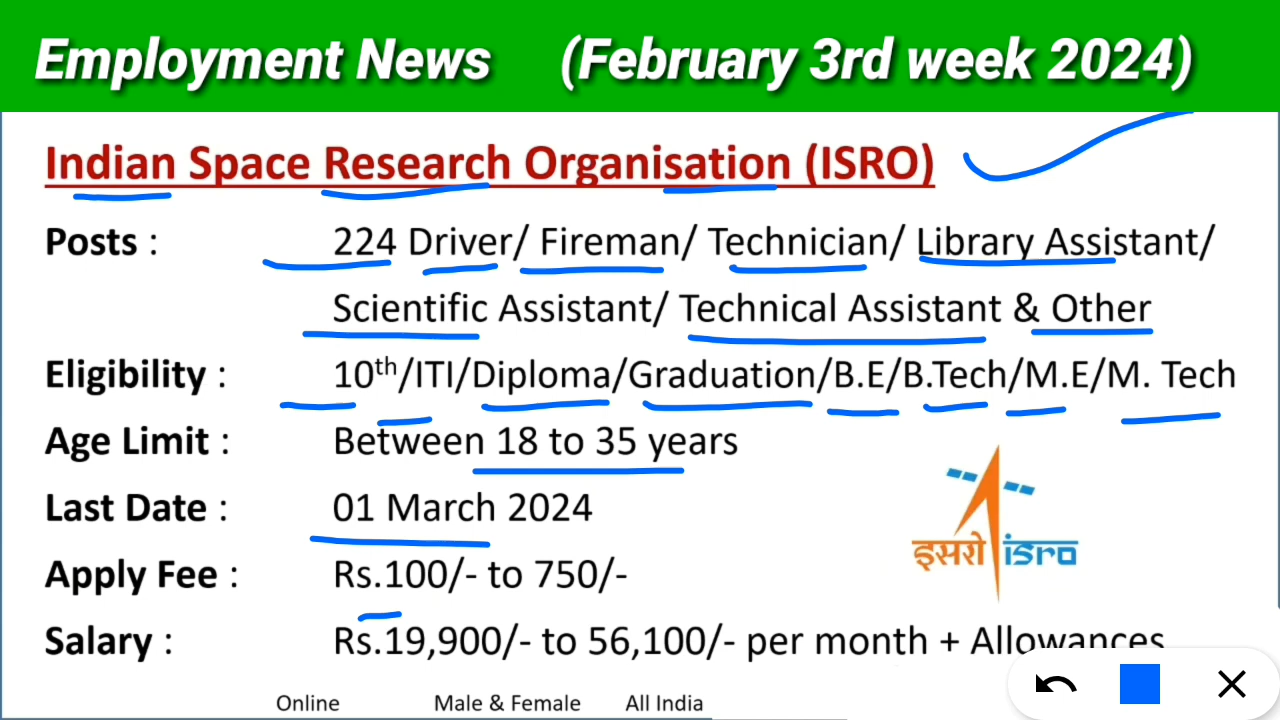 Employment News (February 3rd week 2024)
Indian Space Research Organisation (ISRO)
Posts : 224 Driver/ Fireman/ Technician/ Library Assistant/
Scientific Assistant/ Technical Assistant & Other
Eligibility : 10th/ITI/Diploma/Graduation/B.E/B.Tech/M.E/M. Tech
Age Limit : Between 18 to 35 years
Last Date : 01 March 2024
इसरो isro
Apply Fee : Rs.100/- to 750/-
Salary : Rs.19,900/- to 56,100/- per month + Allowances
Online Male & Female All India